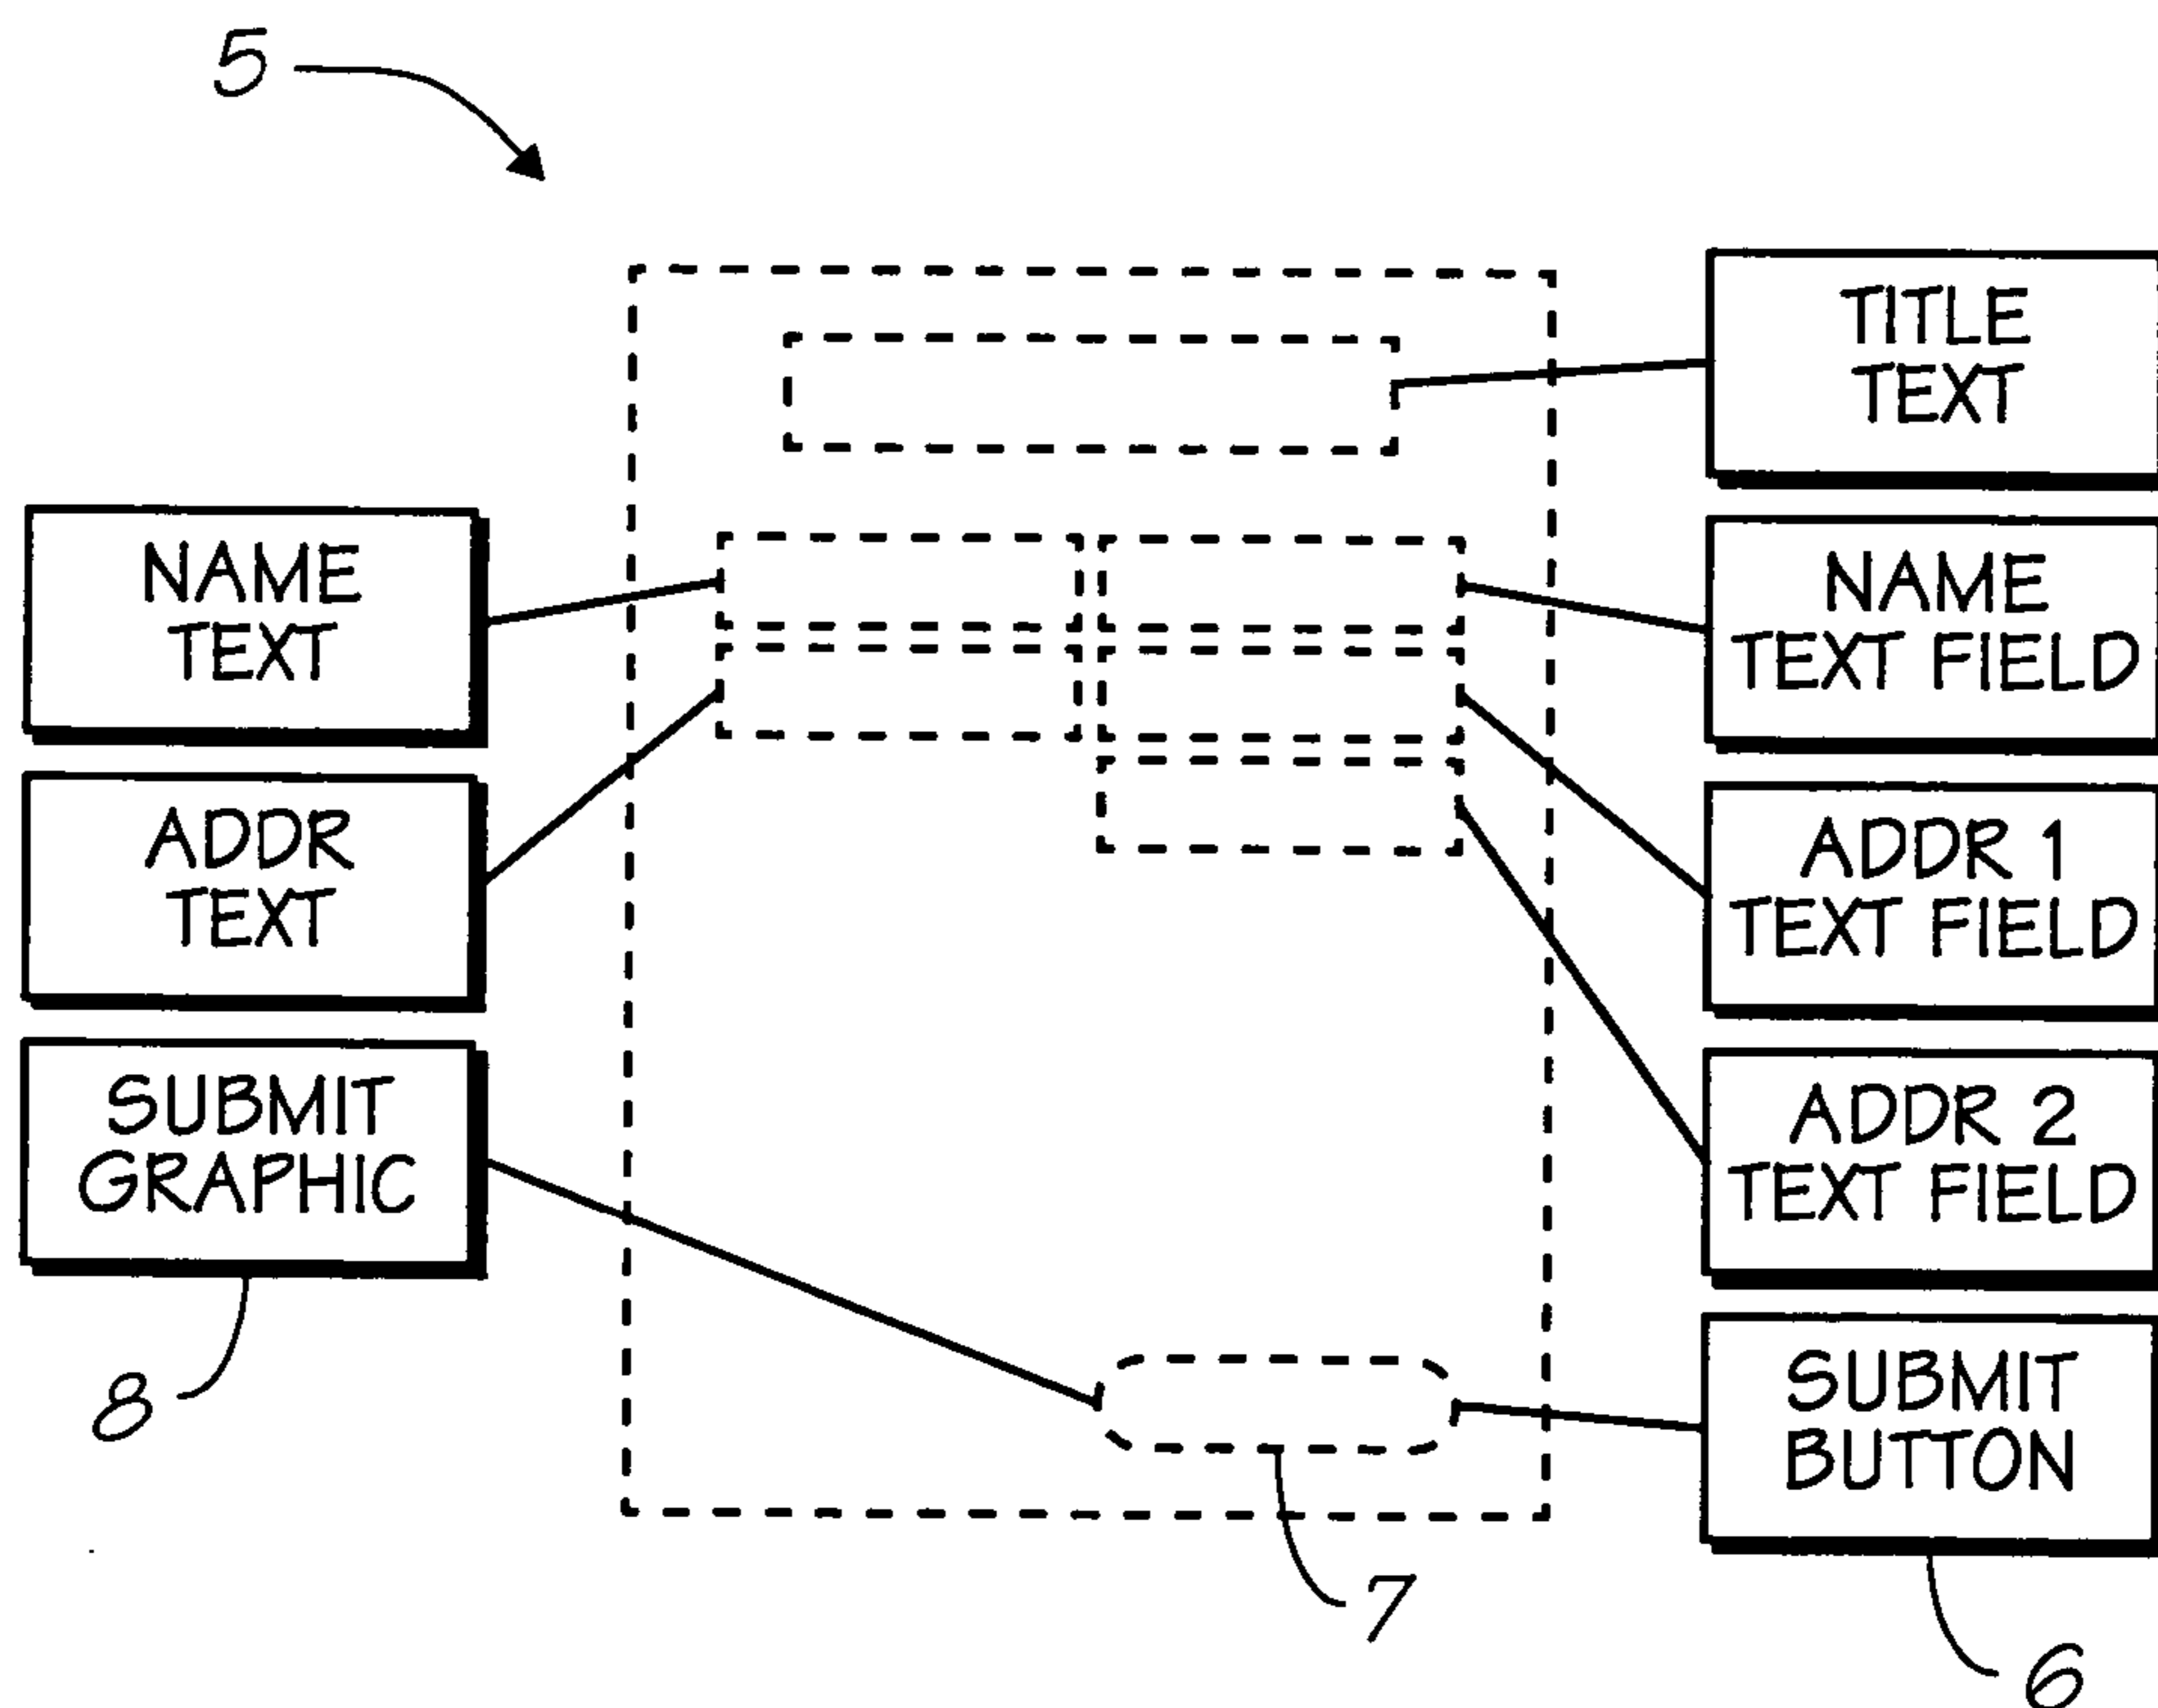 5
TITLE
TEXT
NAME
TEXT
NAME
TEXT FIELD
ADDR
TEXT
ADDR 1
TEXT FIELD
SUBMIT
GRAPHIC
ADDR 2
TEXT FIELD
8
SUBMIT
BUTTON
7
6